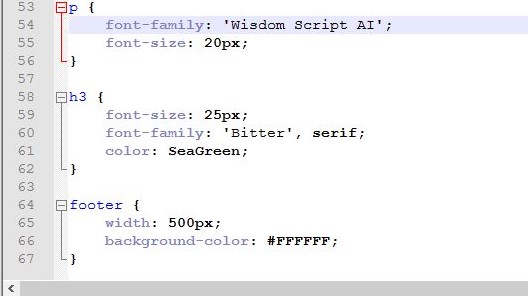 53 p {
54 font-family: 'Wisdom Script AI';
55 font-size: 20px;
56 }
57
58 h3 {
59 font-size: 25px;
60 font-family: 'Bitter', serif;
61 color: SeaGreen;
62 }
63
64 footer {
65 width: 500px;
66 background-color: #FFFFFF;
67 }